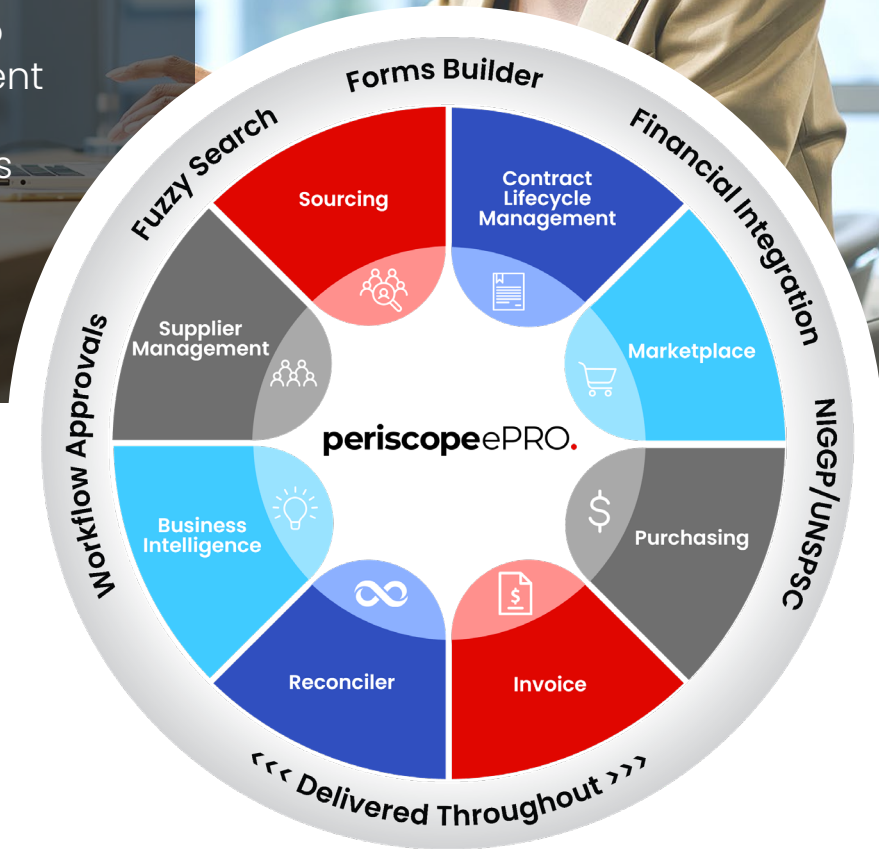 ent
s
Forms Builder
Fuzzy Search
Financial Integration
Workflow Approvals
NIGGP/UNSPSC
Sourcing
Contract
Lifecycle
Management
Supplier
Management
Marketplace
periscopeePRO.
Business
Intelligence
Purchasing
$
Reconciler
$
Invoice
‹‹‹ Delivered Throughout ›››